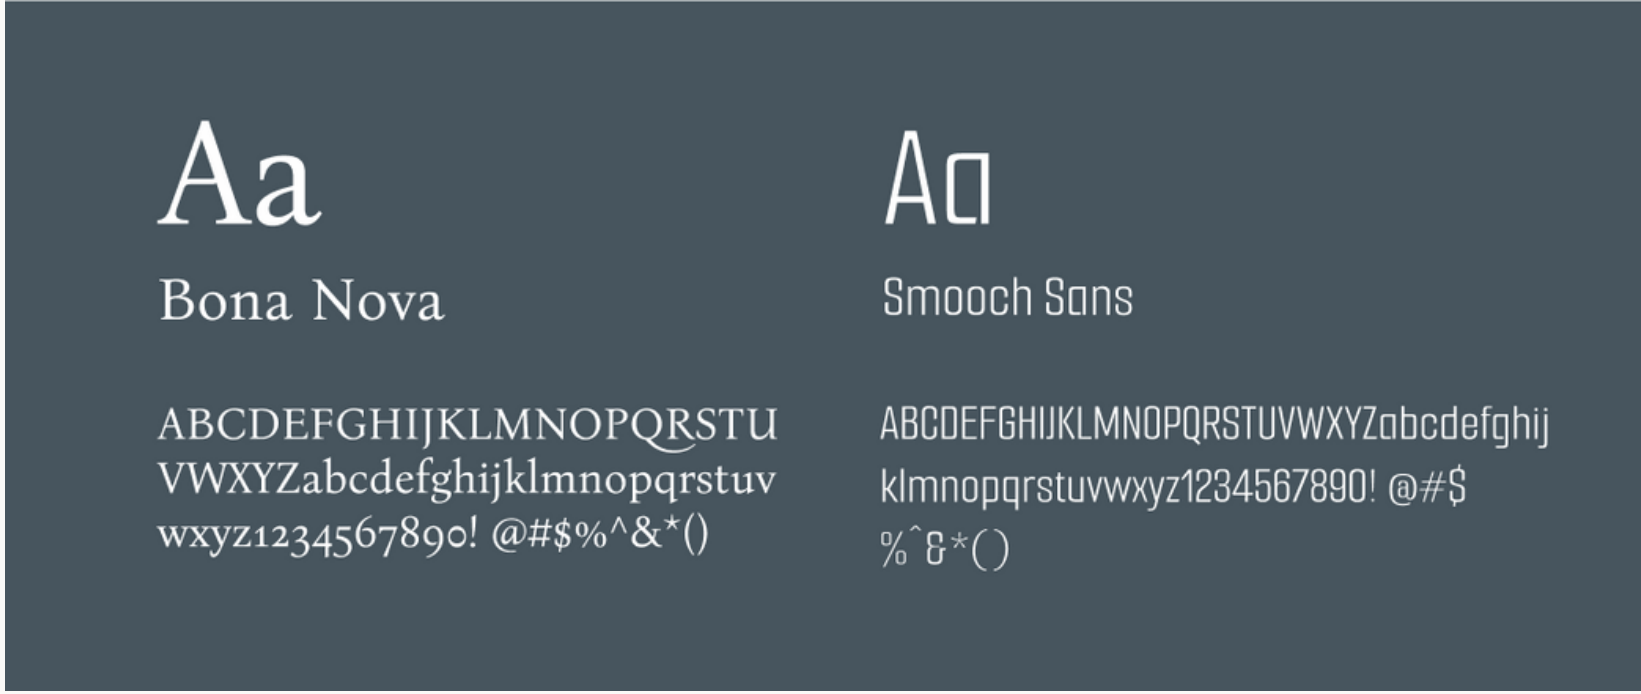 Aa
Bona Nova
ABCDEFGHIJKLMNOPQRSTU
VWXYZabcdefghijklmnopqrstuv
wxyz1234567890! @#$%^&*()
Aa
Smooch Sans
ABCDEFGHIJKLMNOPQRSTUVWXYZabcdefghij
klmnopqrstuvwxyz1234567890! @#$
%^&*()